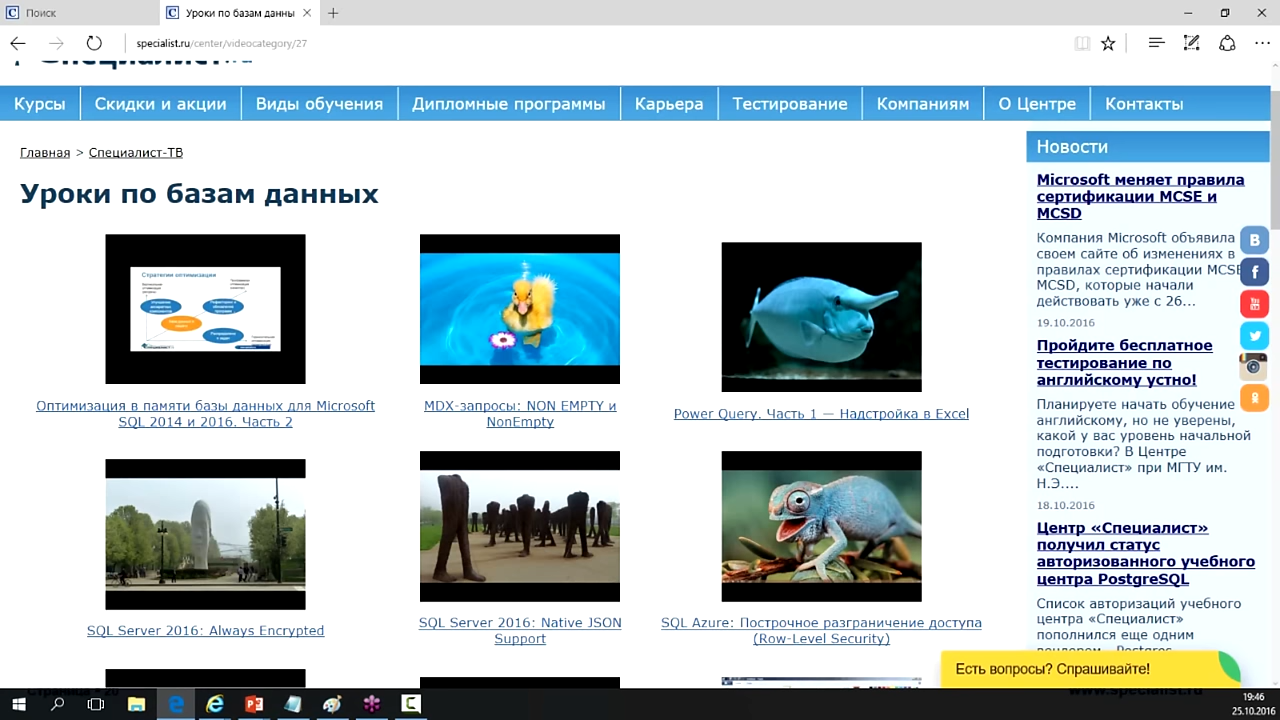 Поиск
Уроки по базам данны
specialist.ru/center/videocategory/27
Курсы
Скидки и акции
Виды обучения
Дипломные программы
Карьера
Тестирование
Компаниям
О Центре
Контакты
Главная > Специалист-ТВ
Уроки по базам данных
Стратегии оптимизации
Оптимизация в памяти базы данных для Microsoft
SQL 2014 и 2016. Часть 2
MDX-запросы: NON EMPTY и
NonEmpty
Power Query. Часть 1 — Надстройка в Excel
SQL Server 2016: Always Encrypted
SQL Server 2016: Native JSON
Support
SQL Azure: Построчное разграничение доступа
(Row-Level Security)
Новости
Microsoft меняет правила
сертификации MCSE и
MCSD
Компания Microsoft объявила
своем сайте об изменениях в
правилах сертификации MCSE
MCSD, которые начали
действовать уже с 26...
19.10.2016
Пройдите бесплатное
тестирование по
английскому устно!
Планируете начать обучение
английскому, но не уверены,
какой у вас уровень начальной
подготовки? В Центре
«Специалист» при МГТУ им.
Н.Э....
18.10.2016
Центр «Специалист»
получил статус
авторизованного учебного
центра PostgreSQL
Список авторизаций учебного
центра «Специалист»
пополнился еще одним
Есть вопросы? Спрашивайте!
www.specialist.ru
19:46
25.10.2016